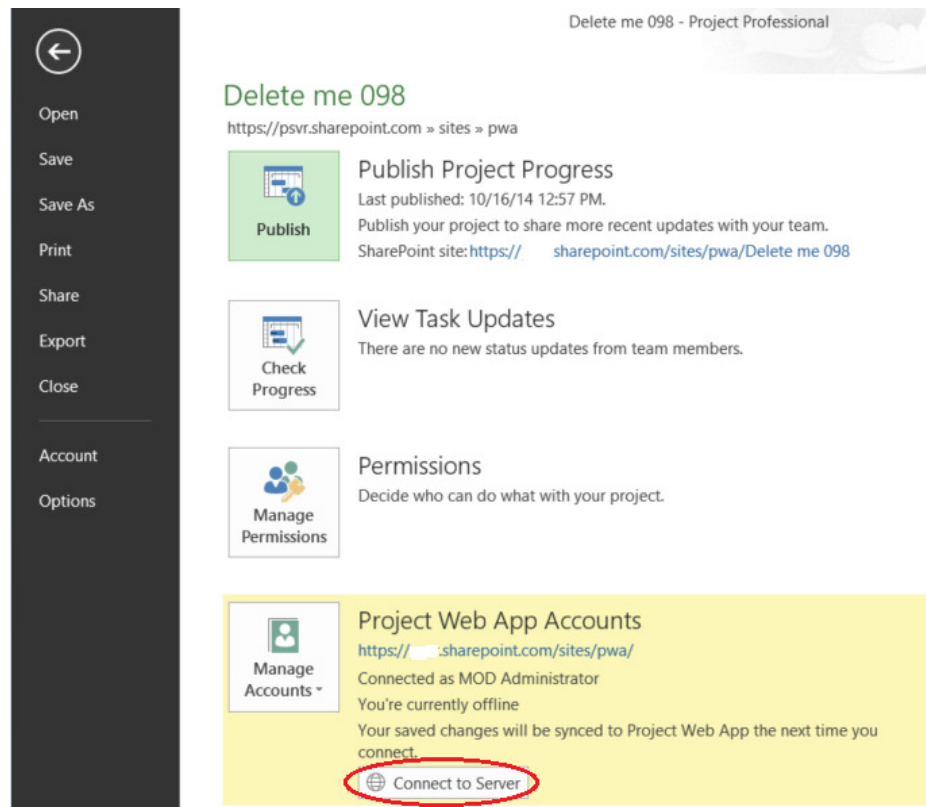 Delete me 098 - Project Professional
Open
Save
Save As
Print
Share
Export
Close
Account
Options
Delete me 098
https://psvr.sharepoint.com » sites » pwa
Publish
Publish Project Progress
Last published: 10/16/14 12:57 PM.
Publish your project to share more recent updates with your team.
SharePoint site: https:// sharepoint.com/sites/pwa/Delete me 098
Check
Progress
View Task Updates
There are no new status updates from team members.
Manage
Permissions
Permissions
Decide who can do what with your project.
Manage
Accounts
Project Web App Accounts
https:// .sharepoint.com/sites/pwa/
Connected as MOD Administrator
You're currently offline
Your saved changes will be synced to Project Web App the next time you
connect.
Connect to Server